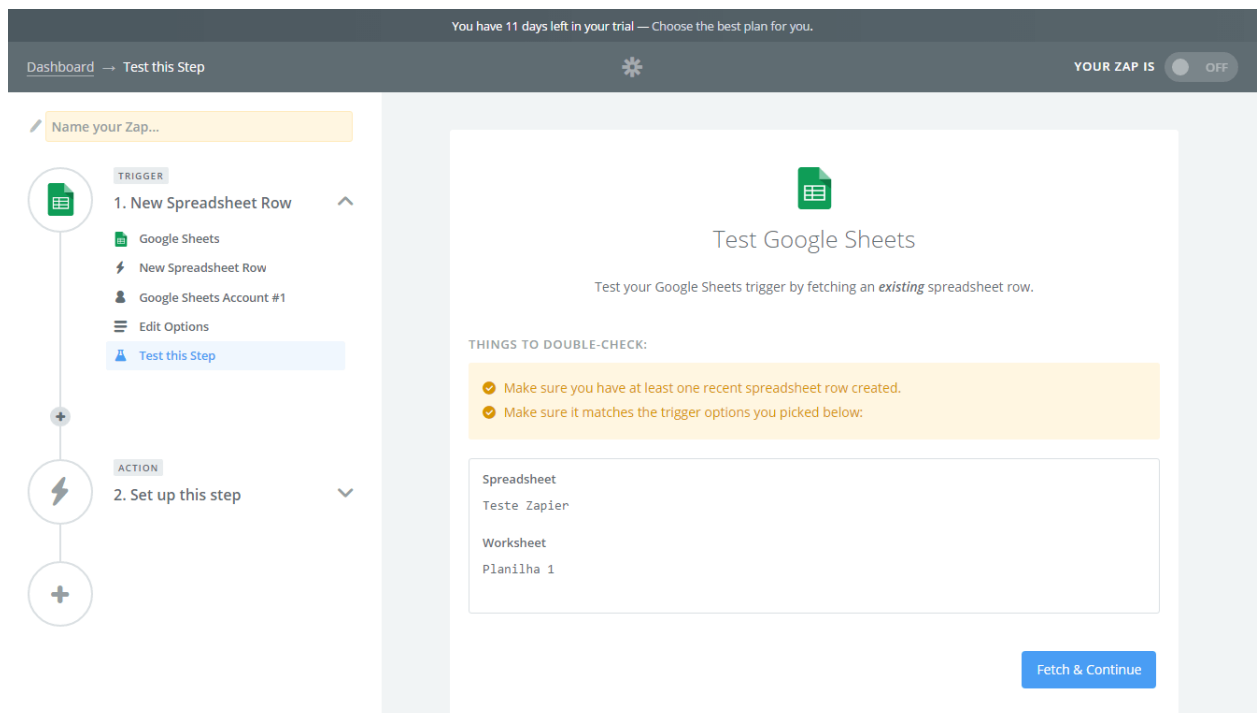 You have 11 days left in your trial — Choose the best plan for you.
Dashboard → Test this Step
YOUR ZAP IS OFF
Name your Zap...
TRIGGER
1. New Spreadsheet Row
Google Sheets
New Spreadsheet Row
Google Sheets Account #1
Edit Options
Test this Step
ACTION
2. Set up this step
Test Google Sheets
Test your Google Sheets trigger by fetching an existing spreadsheet row.
THINGS TO DOUBLE-CHECK:
Make sure you have at least one recent spreadsheet row created.
Make sure it matches the trigger options you picked below:
Spreadsheet
Teste Zapier
Worksheet
Planilha 1
Fetch & Continue